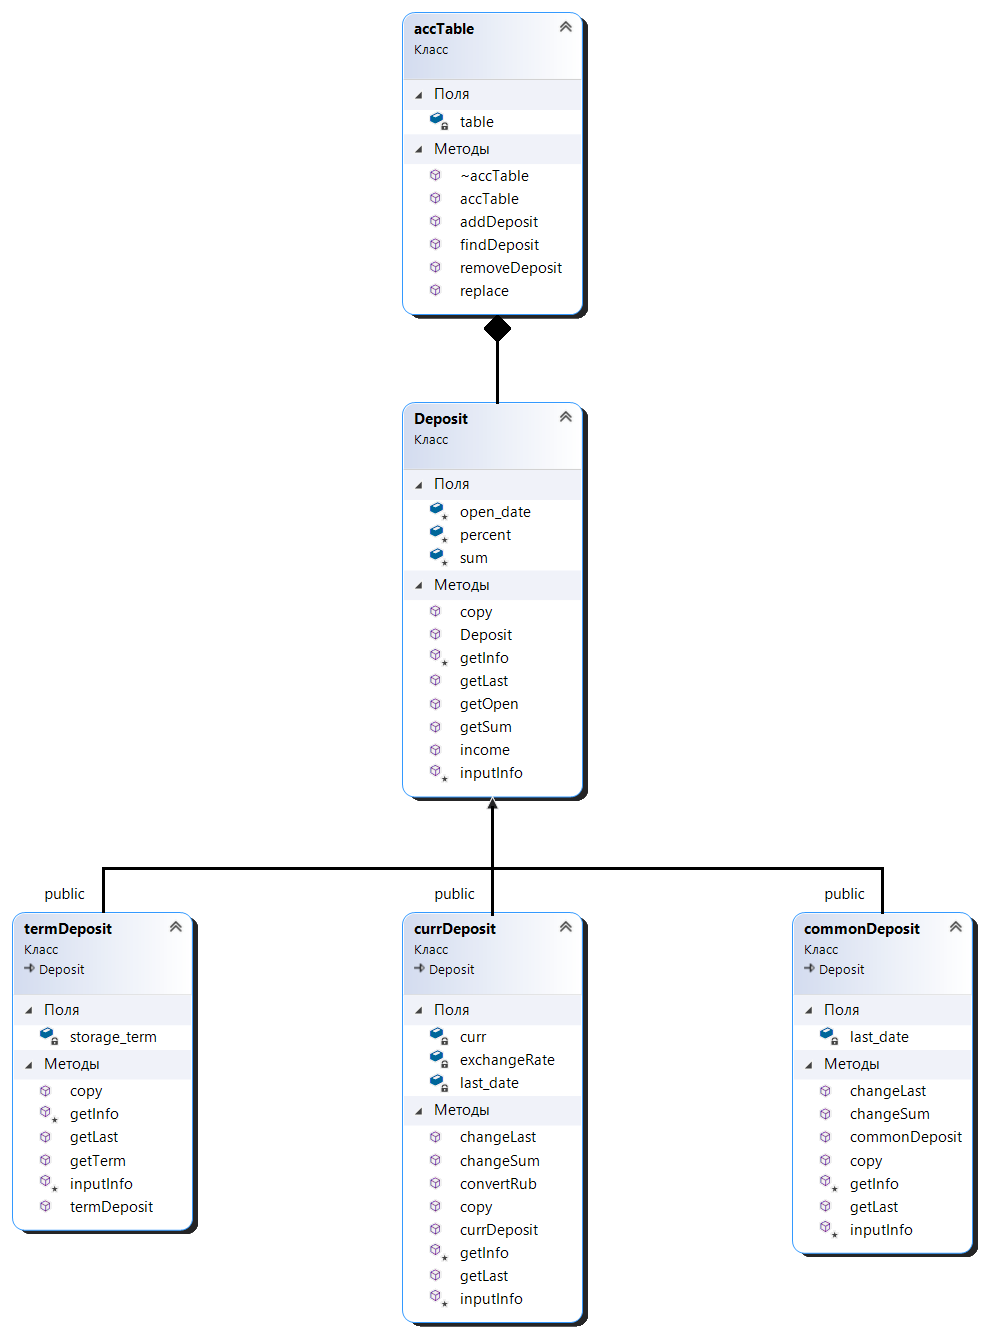 accTable
Класс
Поля
table
Методы
~accTable
accTable
addDeposit
findDeposit
removeDeposit
replace
Deposit
Класс
Поля
open_date
percent
sum
Методы
copy
Deposit
getInfo
getLast
getOpen
getSum
income
inputInfo
public
termDeposit
Класс
Deposit
Поля
storage_term
Методы
copy
getInfo
getLast
getTerm
inputInfo
termDeposit
public
currDeposit
Класс
Deposit
Поля
curr
exchangeRate
last_date
Методы
changeLast
changeSum
convertRub
copy
currDeposit
getInfo
getLast
inputInfo
public
commonDeposit
Класс
Deposit
Поля
last_date
Методы
changeLast
changeSum
commonDeposit
copy
getInfo
getLast
inputInfo